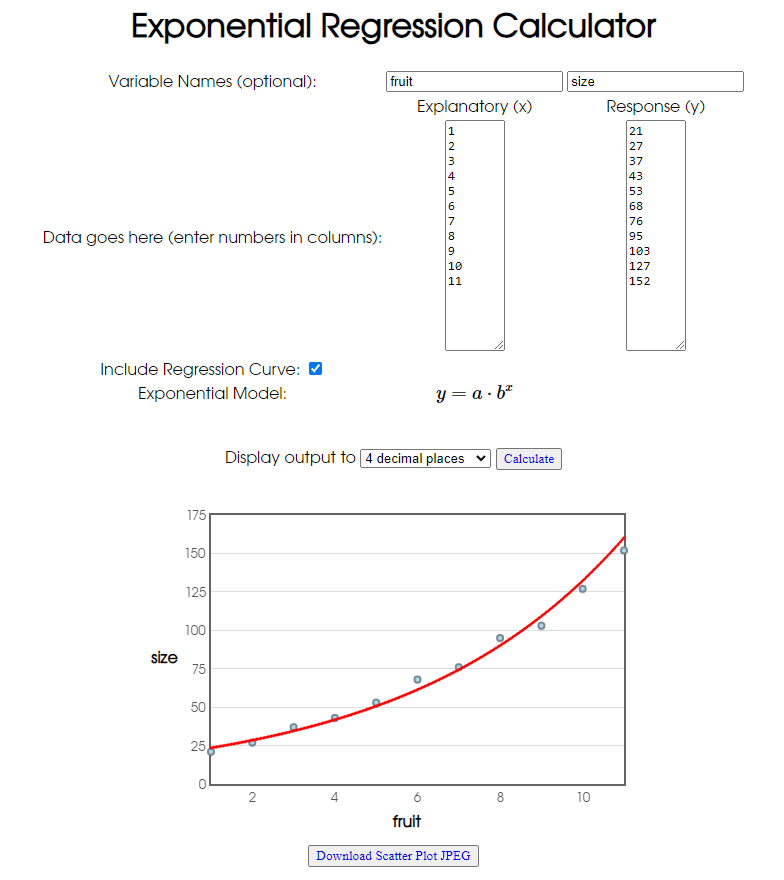 Exponential Regression Calculator
Variable Names (optional): fruit size
Explanatory (x) Response (y)
Data goes here (enter numbers in columns):
1 21
2 27
3 37
4 43
5 53
6 68
7 76
8 95
9 103
10 127
11 152
Include Regression Curve:
Exponential Model: y = a · bˣ
Display output to 4 decimal places Calculate
175
150
125
100
75
50
25
0
size
2 4 6 8 10
fruit
Download Scatter Plot JPEG